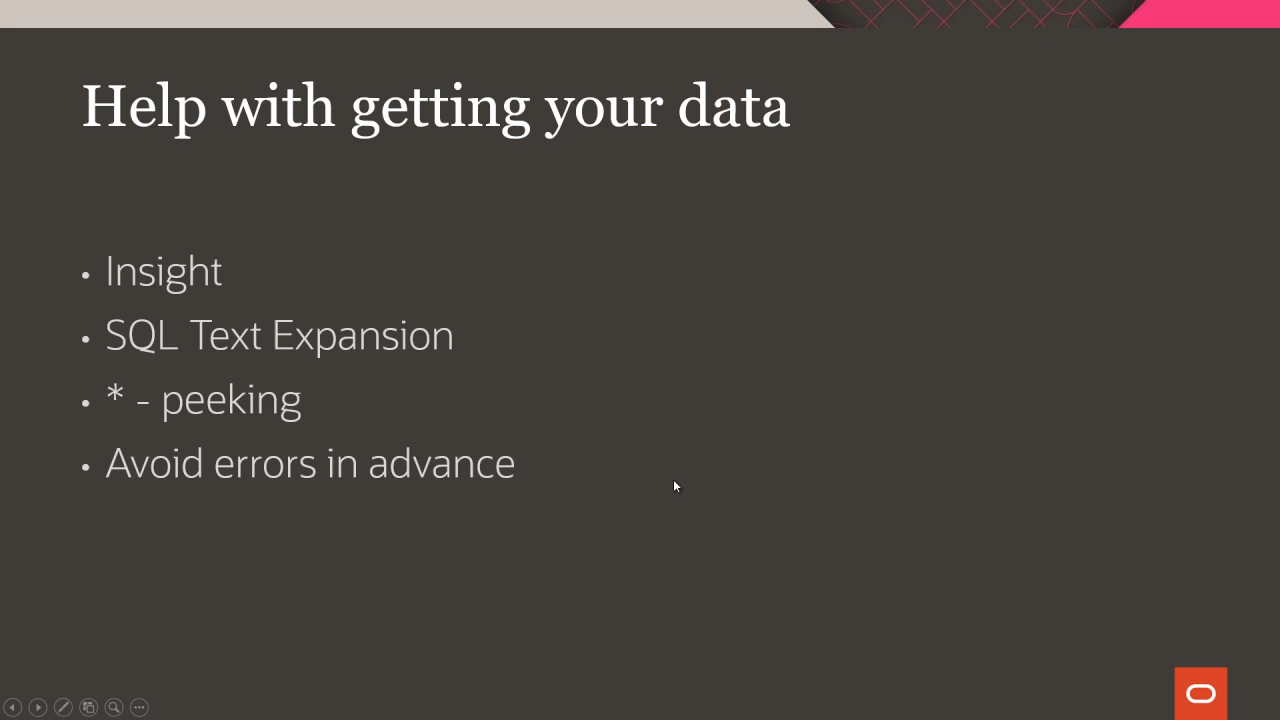 Help with getting your data
• Insight
• SQL Text Expansion
• * - peeking
• Avoid errors in advance